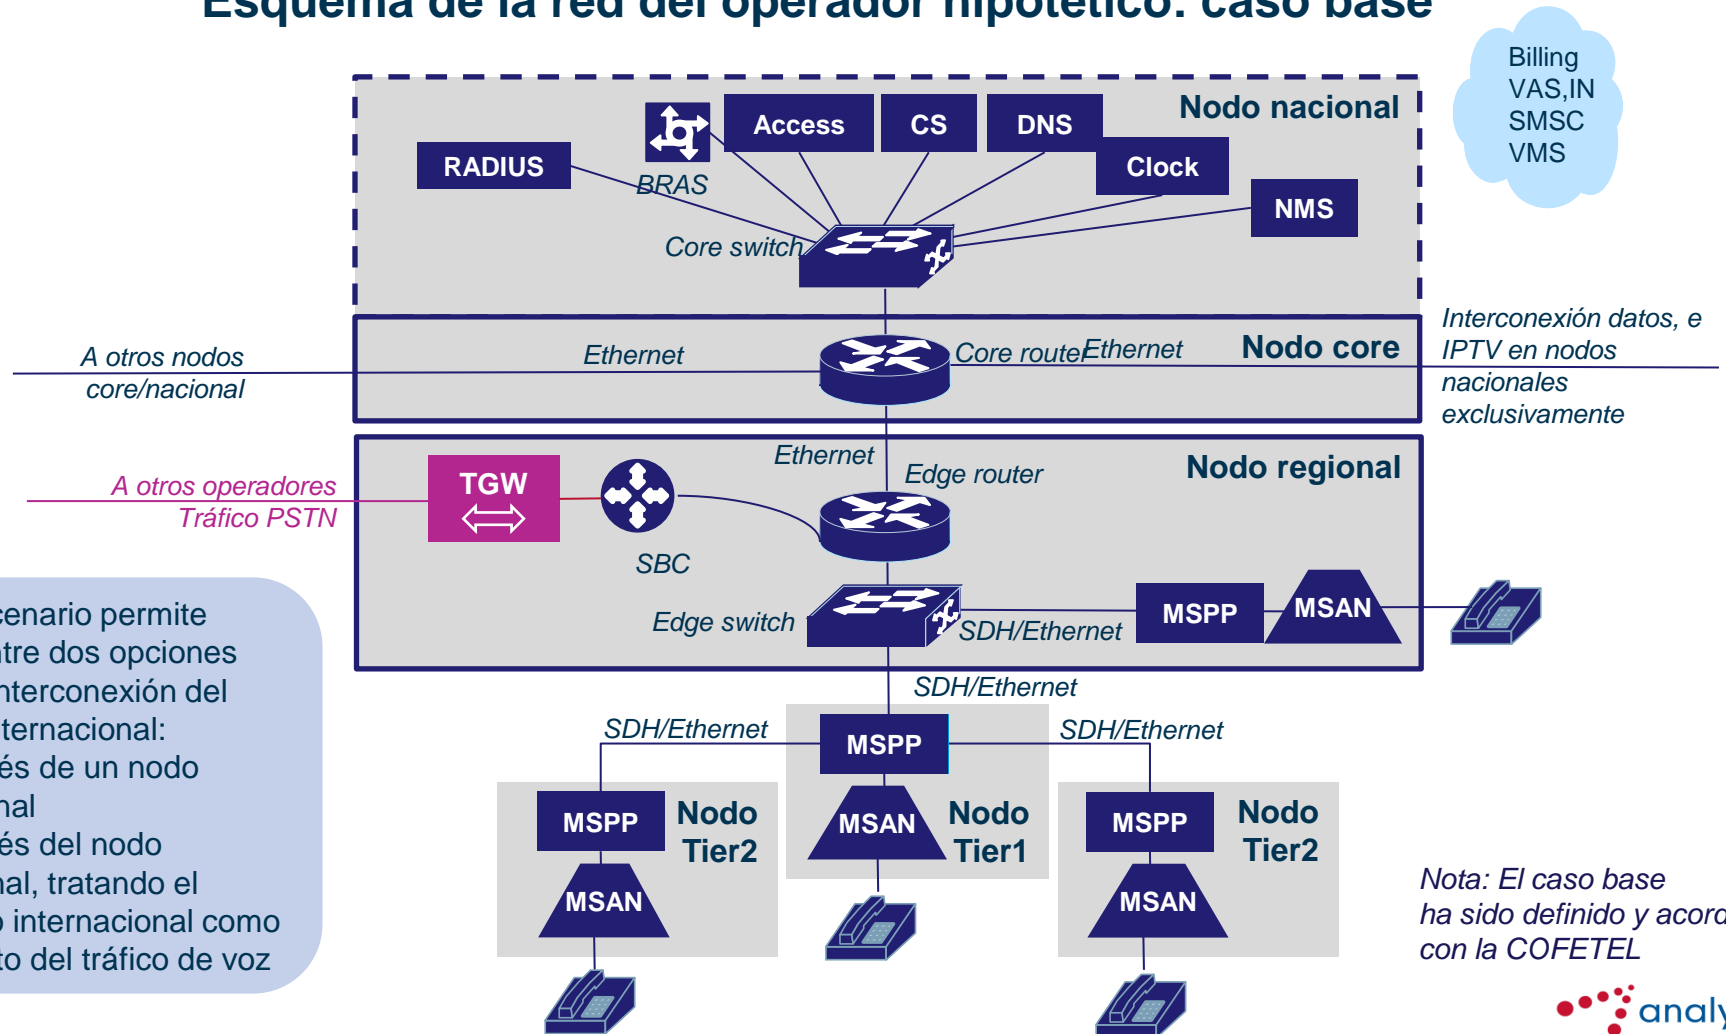 Esquema de la red del operador hipotético: caso base
Billing
VAS,IN
SMSC
VMS
Nodo nacional
Access
CS
DNS
RADIUS
BRAS
Clock
NMS
Core switch
Nodo core
A otros nodos
core/nacional
Ethernet
Core router
Ethernet
Interconexión datos, e
IPTV en nodos
nacionales
exclusivamente
Nodo regional
Ethernet
Edge router
A otros operadores
Tráfico PSTN
TGW
SBC
Edge switch
SDH/Ethernet
MSPP
MSAN
cenario permite
ntre dos opciones
nterconexión del
ternacional:
és de un nodo
nal
és del nodo
nal, tratando el
o internacional como
to del tráfico de voz
SDH/Ethernet
SDH/Ethernet
MSPP
SDH/Ethernet
MSPP
Nodo
Tier2
MSAN
MSAN
Nodo
Tier1
MSPP
Nodo
Tier2
MSAN
Nota: El caso base
ha sido definido y acord
con la COFETEL
analy